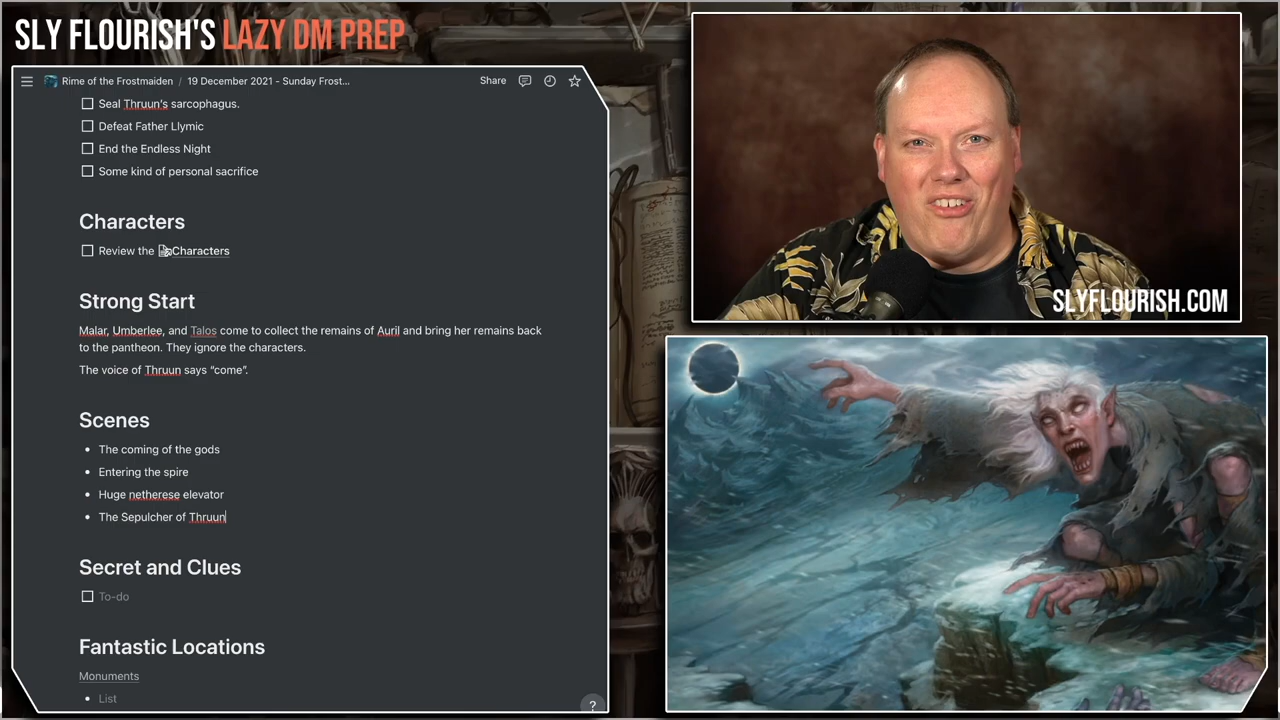 SLY FLOURISH'S LAZY DM PREP
Rime of the Frostmaiden / 19 December 2021 - Sunday Frost...
Share
Seal Thruun's sarcophagus.
Defeat Father Llymic
End the Endless Night
Some kind of personal sacrifice
Characters
Review the Characters
Strong Start
Malar, Umberlee, and Talos come to collect the remains of Auril and bring her remains back
to the pantheon. They ignore the characters.
The voice of Thruun says “come”.
Scenes
The coming of the gods
Entering the spire
Huge netherese elevator
The Sepulcher of Thruun
Secret and Clues
To-do
Fantastic Locations
Monuments
List
?
SLYFLOURISH.COM